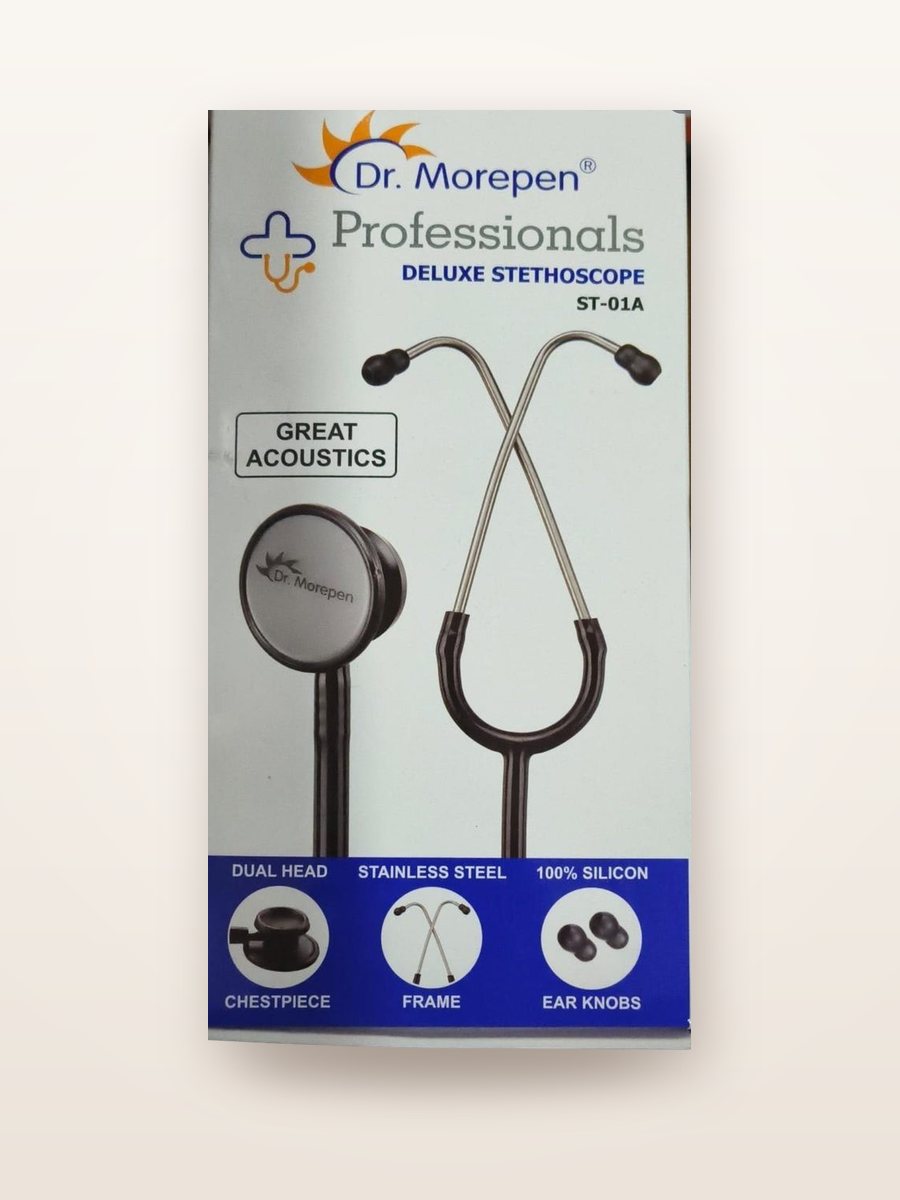 Dr. Morepen®
Professionals
DELUXE STETHOSCOPE
ST-01A
GREAT
ACOUSTICS
Dr. Morepen
DUAL HEAD
CHESTPIECE
STAINLESS STEEL
FRAME
100% SILICON
EAR KNOBS